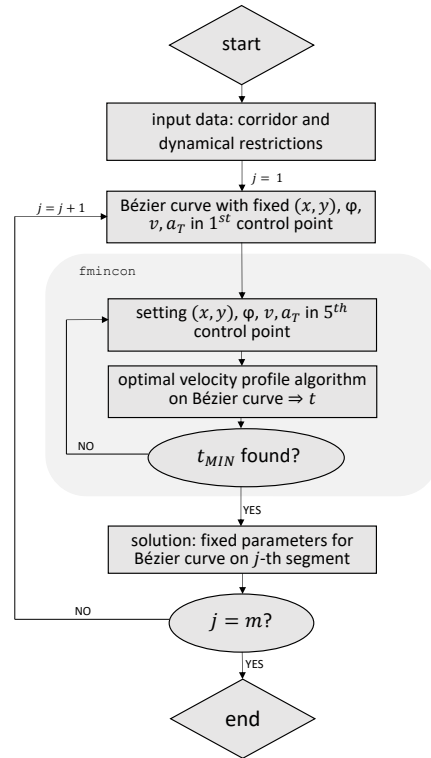 start
input data: corridor and
dynamical restrictions
j = 1
j = j + 1
Bézier curve with fixed (x, y), φ,
v, a_T in 1^st control point
fmincon
setting (x, y), φ, v, a_T in 5^th
control point
optimal velocity profile algorithm
on Bézier curve ⇒ t
NO
t_MIN found?
YES
solution: fixed parameters for
Bézier curve on j-th segment
NO
j = m?
YES
end